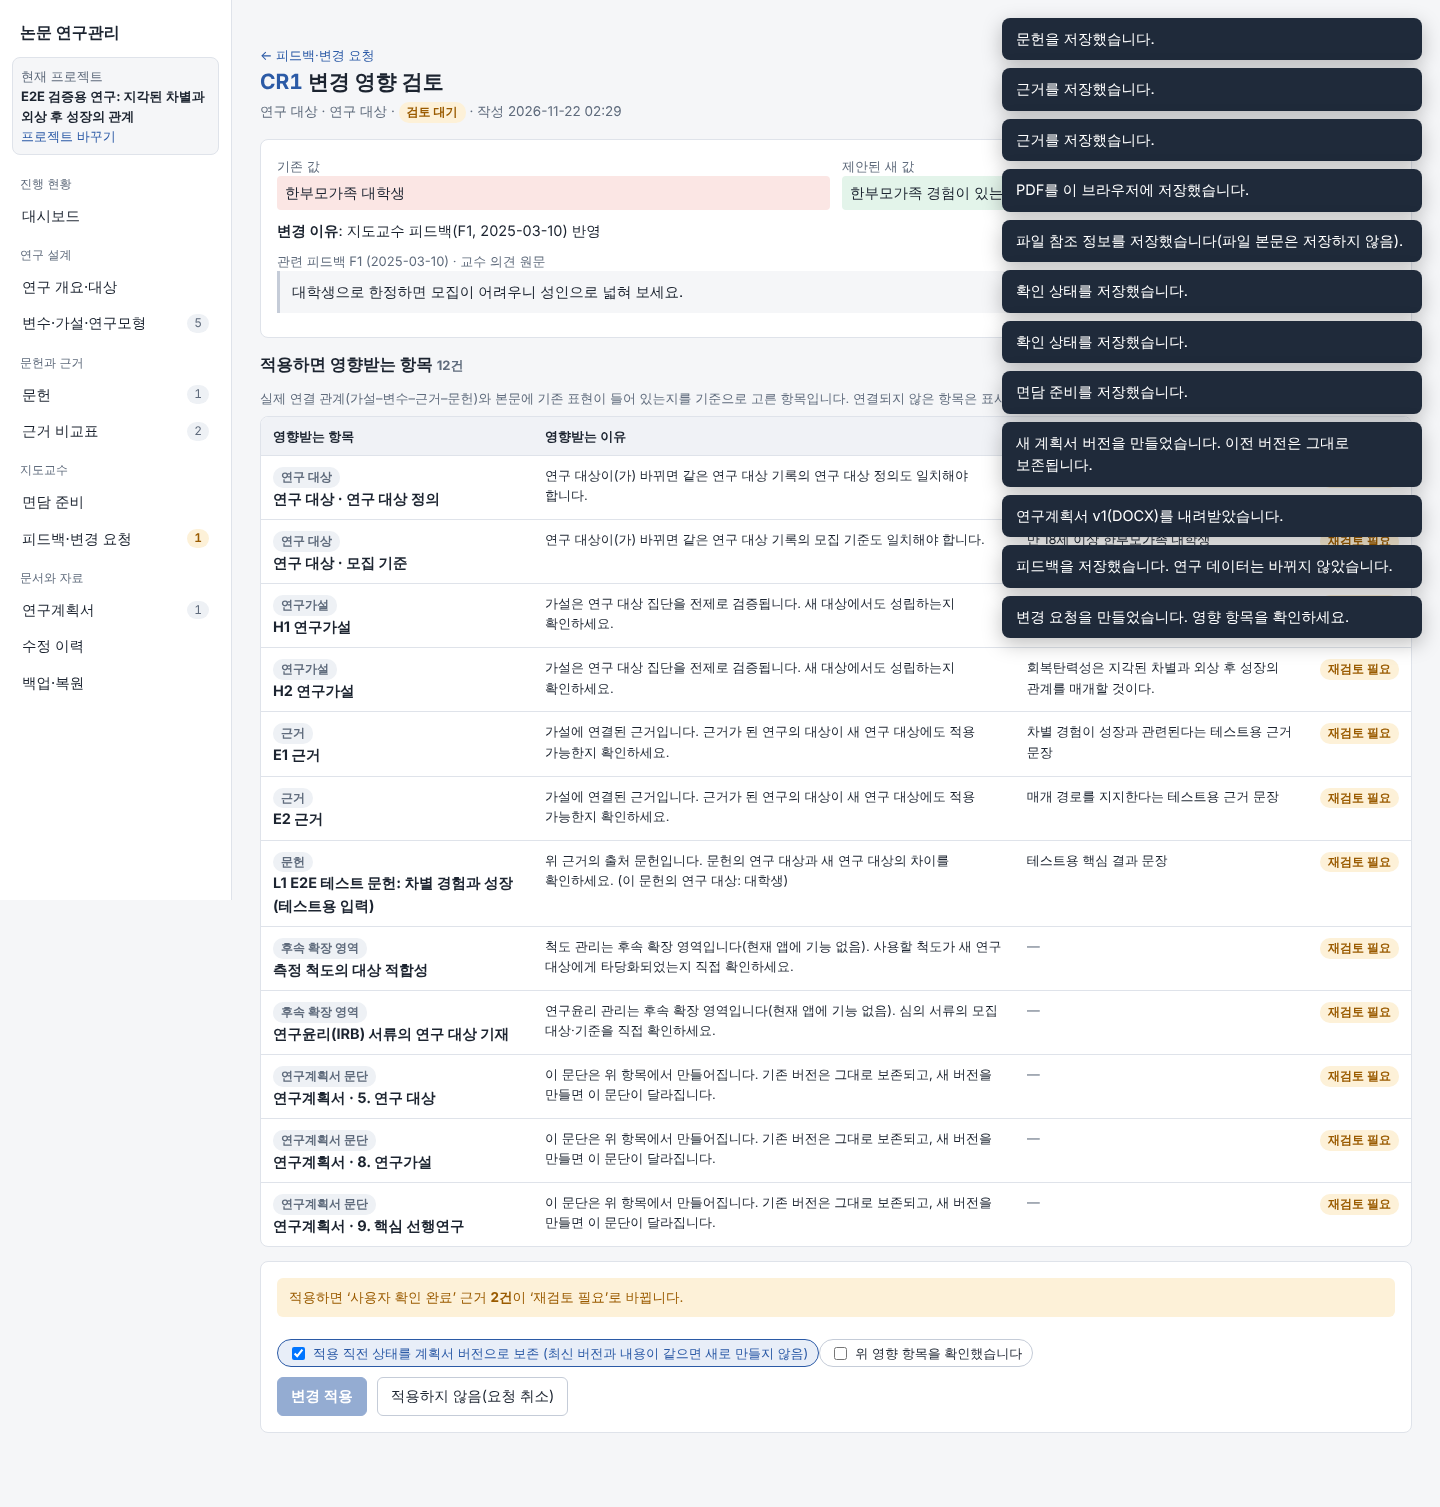 논문 연구관리
현재 프로젝트
E2E 검증용 연구: 지각된 차별과
외상 후 성장의 관계
프로젝트 바꾸기
진행 현황
대시보드
연구 설계
연구 개요·대상
변수·가설·연구모형 5
문헌과 근거
문헌 1
근거 비교표 2
지도교수
면담 준비
피드백·변경 요청 1
문서와 자료
연구계획서 1
수정 이력
백업·복원
← 피드백·변경 요청
CR1 변경 영향 검토
연구 대상 · 연구 대상 · 검토 대기 · 작성 2026-11-22 02:29
기존 값
한부모가족 대학생
제안된 새 값
한부모가족 경험이 있는
변경 이유: 지도교수 피드백(F1, 2025-03-10) 반영
관련 피드백 F1 (2025-03-10) · 교수 의견 원문
대학생으로 한정하면 모집이 어려우니 성인으로 넓혀 보세요.
적용하면 영향받는 항목 12건
실제 연결 관계(가설–변수–근거–문헌)와 본문에 기존 표현이 들어 있는지를 기준으로 고른 항목입니다. 연결되지 않은 항목은 표시
영향받는 항목
영향받는 이유
연구 대상
연구 대상 · 연구 대상 정의
연구 대상이(가) 바뀌면 같은 연구 대상 기록의 연구 대상 정의도 일치해야
합니다.
연구 대상
연구 대상 · 모집 기준
연구 대상이(가) 바뀌면 같은 연구 대상 기록의 모집 기준도 일치해야 합니다.
만 18세 이상 한부모가족 대학생
재검토 필요
연구가설
H1 연구가설
가설은 연구 대상 집단을 전제로 검증됩니다. 새 대상에서도 성립하는지
확인하세요.
연구가설
H2 연구가설
가설은 연구 대상 집단을 전제로 검증됩니다. 새 대상에서도 성립하는지
확인하세요.
회복탄력성은 지각된 차별과 외상 후 성장의
관계를 매개할 것이다.
재검토 필요
근거
E1 근거
가설에 연결된 근거입니다. 근거가 된 연구의 대상이 새 연구 대상에도 적용
가능한지 확인하세요.
차별 경험이 성장과 관련된다는 테스트용 근거
문장
재검토 필요
근거
E2 근거
가설에 연결된 근거입니다. 근거가 된 연구의 대상이 새 연구 대상에도 적용
가능한지 확인하세요.
매개 경로를 지지한다는 테스트용 근거 문장
재검토 필요
문헌
L1 E2E 테스트 문헌: 차별 경험과 성장
(테스트용 입력)
위 근거의 출처 문헌입니다. 문헌의 연구 대상과 새 연구 대상의 차이를
확인하세요. (이 문헌의 연구 대상: 대학생)
테스트용 핵심 결과 문장
재검토 필요
후속 확장 영역
측정 척도의 대상 적합성
척도 관리는 후속 확장 영역입니다(현재 앱에 기능 없음). 사용할 척도가 새 연구
대상에게 타당화되었는지 직접 확인하세요.
—
재검토 필요
후속 확장 영역
연구윤리(IRB) 서류의 연구 대상 기재
연구윤리 관리는 후속 확장 영역입니다(현재 앱에 기능 없음). 심의 서류의 모집
대상·기준을 직접 확인하세요.
—
재검토 필요
연구계획서 문단
연구계획서 · 5. 연구 대상
이 문단은 위 항목에서 만들어집니다. 기존 버전은 그대로 보존되고, 새 버전을
만들면 이 문단이 달라집니다.
—
재검토 필요
연구계획서 문단
연구계획서 · 8. 연구가설
이 문단은 위 항목에서 만들어집니다. 기존 버전은 그대로 보존되고, 새 버전을
만들면 이 문단이 달라집니다.
—
재검토 필요
연구계획서 문단
연구계획서 · 9. 핵심 선행연구
이 문단은 위 항목에서 만들어집니다. 기존 버전은 그대로 보존되고, 새 버전을
만들면 이 문단이 달라집니다.
—
재검토 필요
적용하면 ‘사용자 확인 완료’ 근거 2건이 ‘재검토 필요’로 바뀝니다.
적용 직전 상태를 계획서 버전으로 보존 (최신 버전과 내용이 같으면 새로 만들지 않음)
위 영향 항목을 확인했습니다
변경 적용
적용하지 않음(요청 취소)
문헌을 저장했습니다.
근거를 저장했습니다.
근거를 저장했습니다.
PDF를 이 브라우저에 저장했습니다.
파일 참조 정보를 저장했습니다(파일 본문은 저장하지 않음).
확인 상태를 저장했습니다.
확인 상태를 저장했습니다.
면담 준비를 저장했습니다.
새 계획서 버전을 만들었습니다. 이전 버전은 그대로
보존됩니다.
연구계획서 v1(DOCX)를 내려받았습니다.
피드백을 저장했습니다. 연구 데이터는 바뀌지 않았습니다.
변경 요청을 만들었습니다. 영향 항목을 확인하세요.